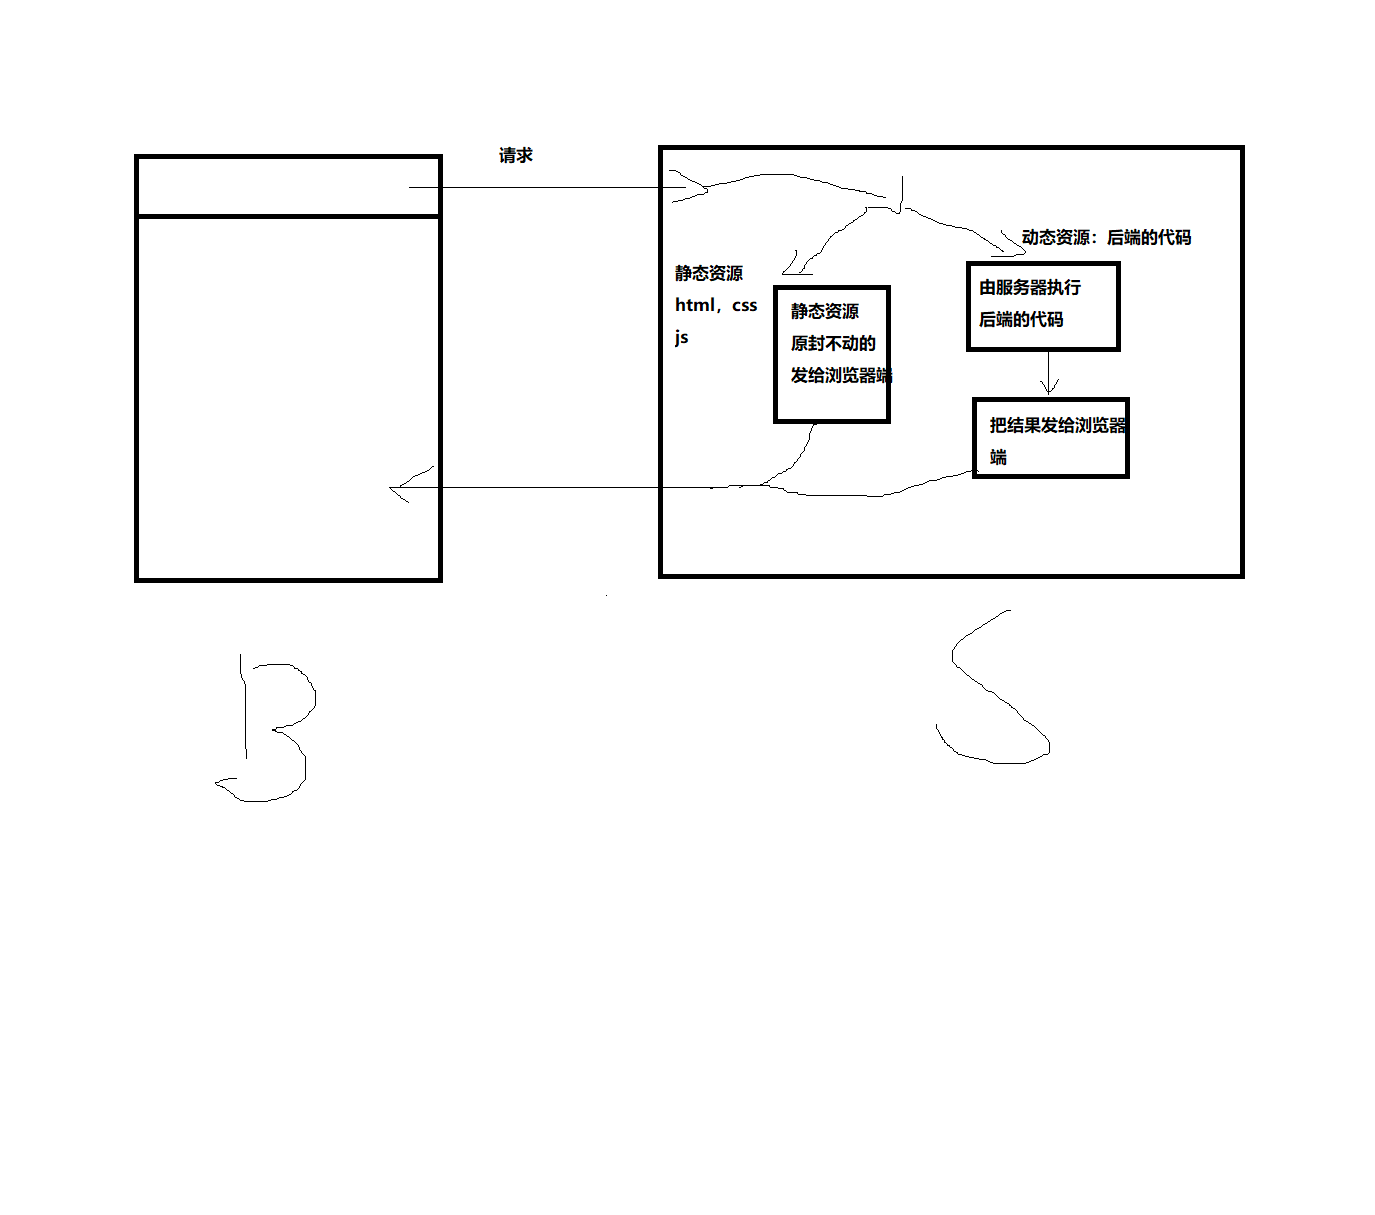 请求
动态资源：后端的代码
静态资源
html，css
js
静态资源
原封不动的
发给浏览器端
由服务器执行
后端的代码
把结果发给浏览器
端
B
S